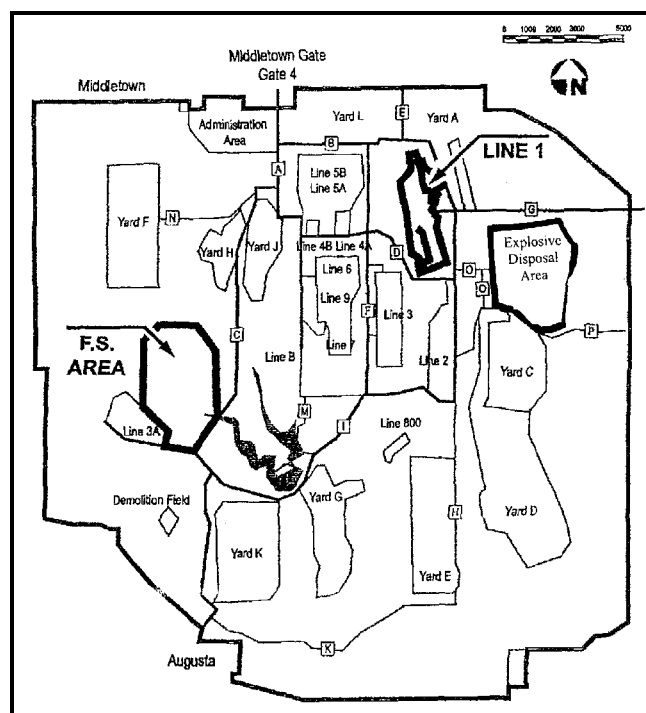 0 1000 2000 3000 5000
Middletown Gate
Gate 4
Middletown
N
Yard L
E
Yard A
Administration
Area
B
LINE 1
A
Line 5B
Line 5A
Yard F
N
G
Yard H
Yard J
Line 4B
Line 4A
D
Explosive
Disposal
Area
Line 6
O
O
Line 9
F
Line 3
F.S.
AREA
C
Line 7
P
Line B
Line 2
Yard C
M
I
Line 800
Line 3A
Demolition Field
Yard G
H
Yard D
Yard K
Yard E
K
Augusta